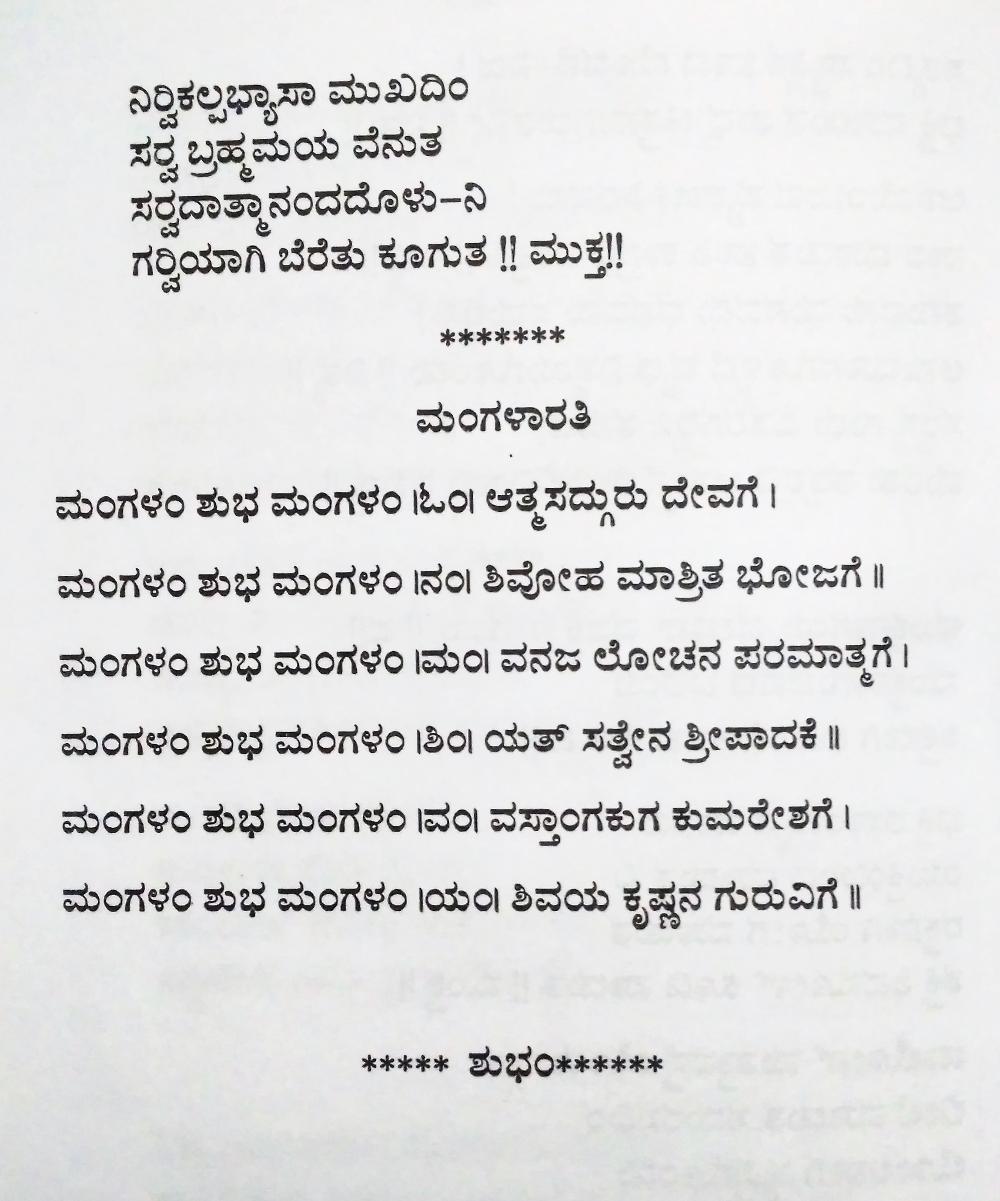 ನಿರ‍್ವಿಕಲ್ಪಭ್ಯಾಸಾ ಮುಖದಿಂ
ಸರ‍್ವ ಬ್ರಹ್ಮಮಯ ವೆನುತ
ಸರ‍್ವದಾತ್ಮಾನಂದದೊಳು–ನಿ
ಗರ‍್ವಿಯಾಗಿ ಬೆರೆತು ಕೂಗುತ !! ಮುಕ್ತ!!
*******
ಮಂಗಳಾರತಿ
ಮಂಗಳಂ ಶುಭ ಮಂಗಳಂ ।ಓಂ। ಆತ್ಮಸದ್ಗುರು ದೇವಗೆ ।
ಮಂಗಳಂ ಶುಭ ಮಂಗಳಂ ।ನಂ। ಶಿವೋಹ ಮಾಶ್ರಿತ ಭೋಜಗೆ ॥
ಮಂಗಳಂ ಶುಭ ಮಂಗಳಂ ।ಮಂ। ವನಜ ಲೋಚನ ಪರಮಾತ್ಮಗೆ ।
ಮಂಗಳಂ ಶುಭ ಮಂಗಳಂ ।ಶಿಂ। ಯತ್ ಸತ್ವೇನ ಶ್ರೀಪಾದಕೆ ॥
ಮಂಗಳಂ ಶುಭ ಮಂಗಳಂ ।ವಂ। ವಸ್ತಾಂಗಕುಗ ಕುಮರೇಶಗೆ ।
ಮಂಗಳಂ ಶುಭ ಮಂಗಳಂ ।ಯಂ। ಶಿವಯ ಕೃಷ್ಣನ ಗುರುವಿಗೆ ॥
***** ಶುಭಂ******